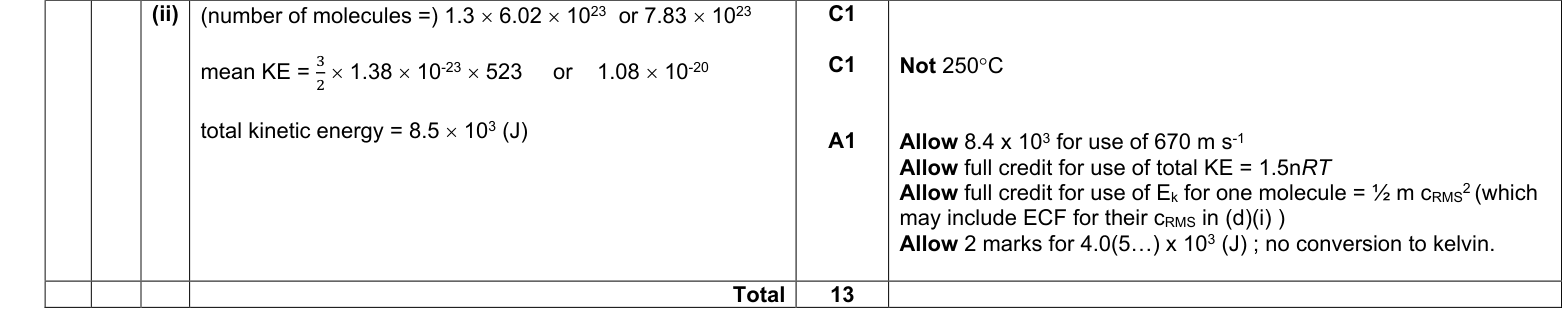 (ii) (number of molecules =) 1.3 × 6.02 × 10²³ or 7.83 × 10²³ C1
mean KE = 3/2 × 1.38 × 10⁻²³ × 523 or 1.08 × 10⁻²⁰ C1 Not 250°C
total kinetic energy = 8.5 × 10³ (J) A1 Allow 8.4 x 10³ for use of 670 m s⁻¹
Allow full credit for use of total KE = 1.5nRT
Allow full credit for use of Eₖ for one molecule = ½ m c_RMS² (which
may include ECF for their c_RMS in (d)(i) )
Allow 2 marks for 4.0(5…) x 10³ (J) ; no conversion to kelvin.
Total 13